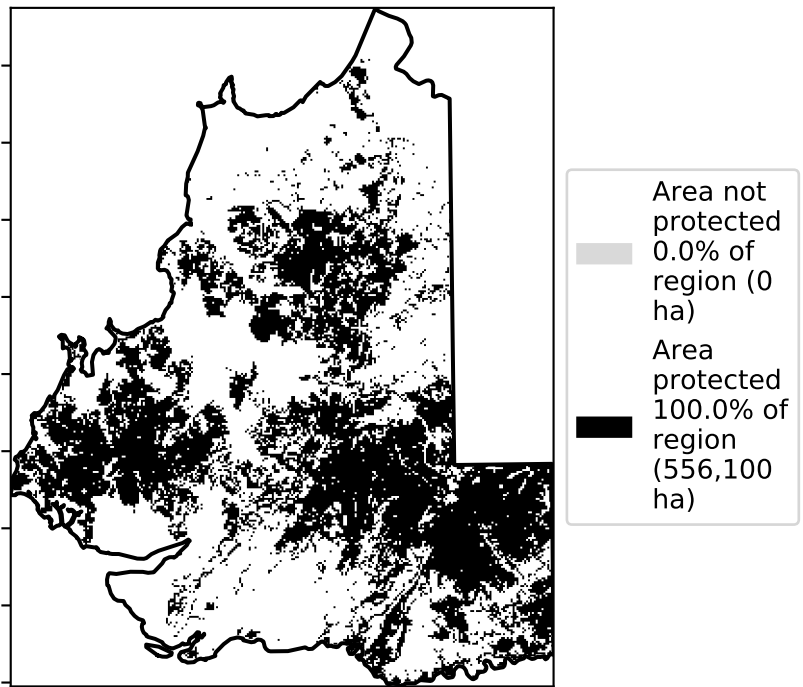 Area not
protected
0.0% of
region (0
ha)
Area
protected
100.0% of
region
(556,100
ha)